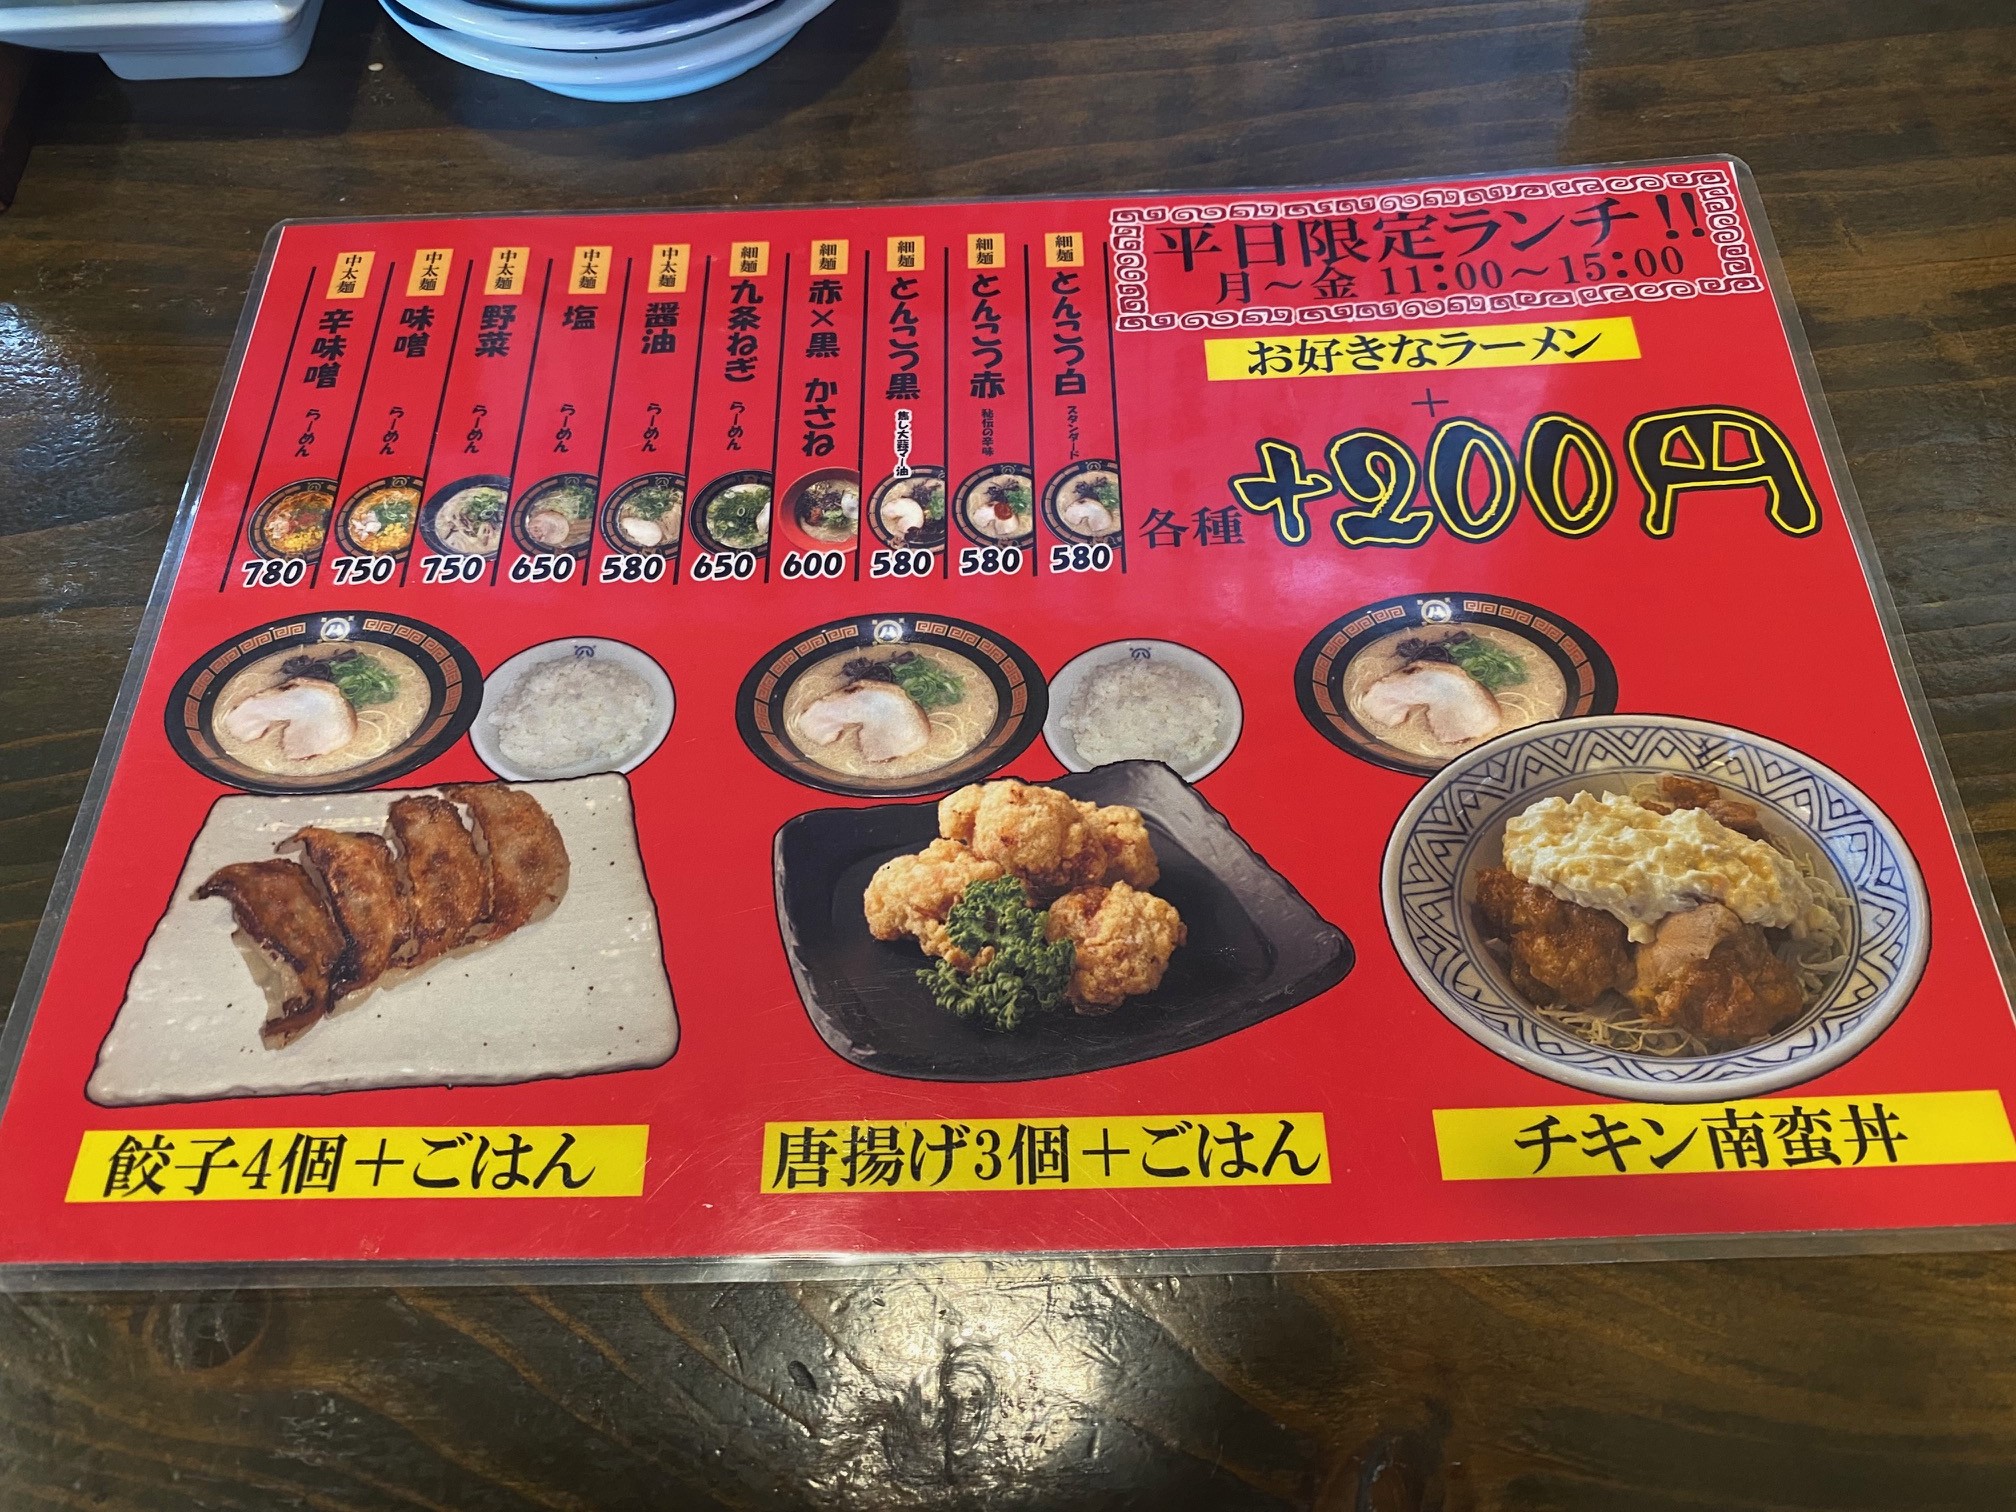 平日限定ランチ!!
月～金 11:00～15:00
お好きなラーメン
+
各種+200円
細麺 とんこつ白 スタンダード 580
細麺 とんこつ赤 秘伝の辛味 580
細麺 とんこつ黒 焦し大蒜マー油 580
細麺 赤×黒 かさね 600
細麺 九条ねぎ らーめん 650
中太麺 醤油 らーめん 580
中太麺 塩 らーめん 650
中太麺 野菜 らーめん 750
中太麺 味噌 らーめん 750
中太麺 辛味噌 らーめん 780
餃子4個+ごはん
唐揚げ3個+ごはん
チキン南蛮丼